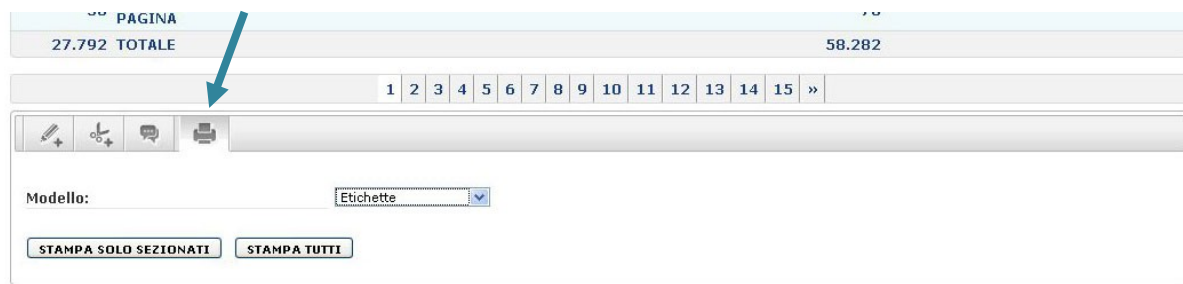 PAGINA
27.792 TOTALE 58.282
1 2 3 4 5 6 7 8 9 10 11 12 13 14 15 »
Modello: Etichette
STAMPA SOLO SEZIONATI STAMPA TUTTI